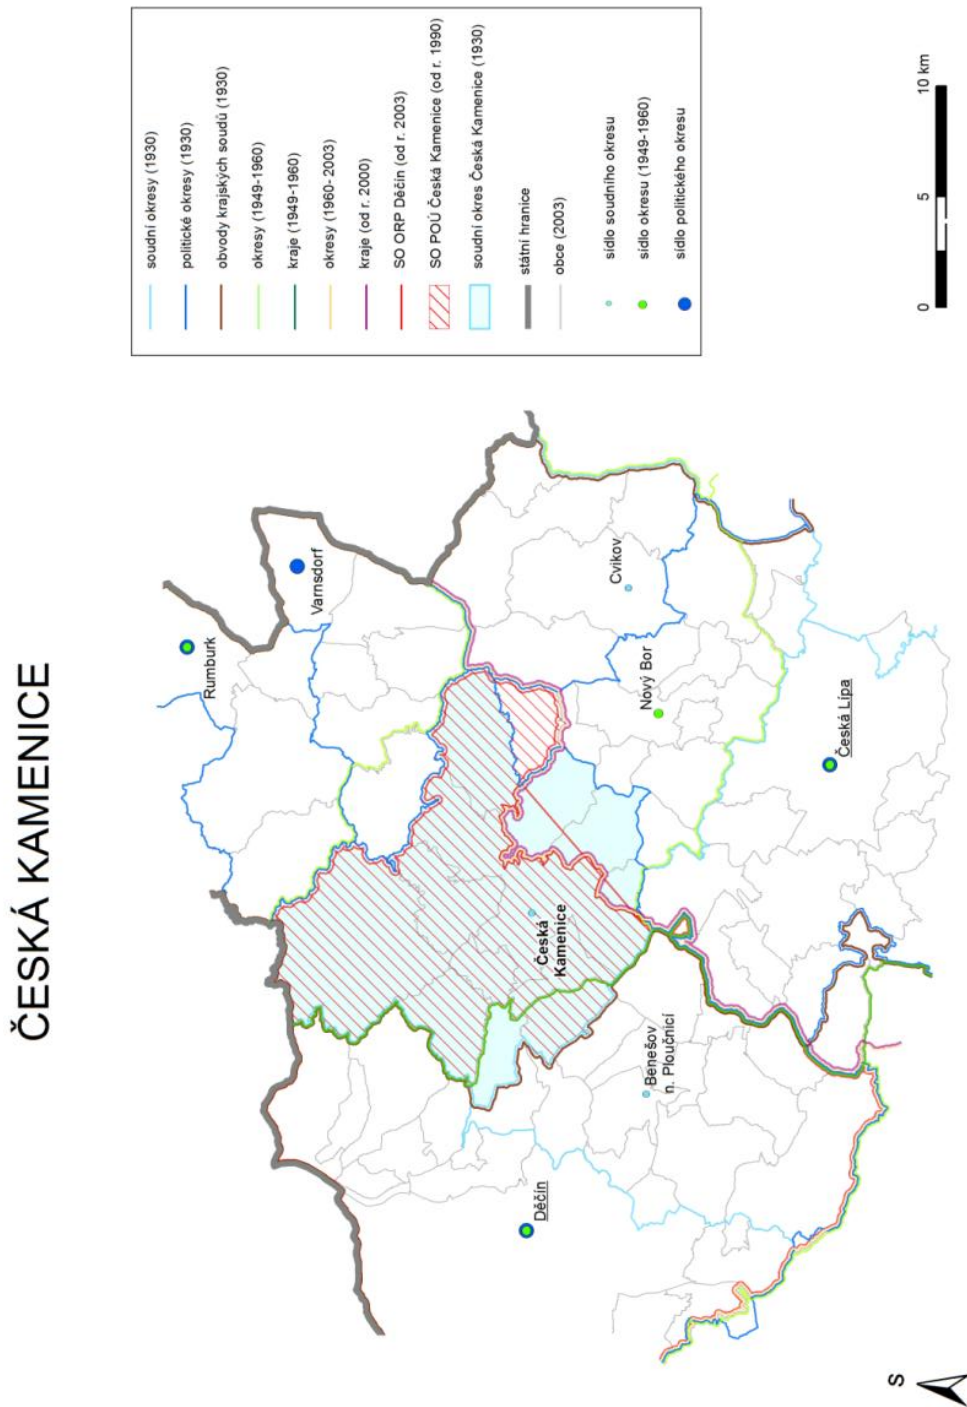 ČESKÁ KAMENICE
soudní okresy (1930)
politické okresy (1930)
obvody krajských soudů (1930)
okresy (1949-1960)
kraje (1949-1960)
okresy (1960- 2003)
kraje (od r. 2000)
SO ORP Děčín (od r. 2003)
SO POÚ Česká Kamenice (od r. 1990)
soudní okres Česká Kamenice (1930)
státní hranice
obce (2003)
sídlo soudního okresu
sídlo okresu (1949-1960)
sídlo politického okresu
Rumburk
Varnsdorf
Děčín
Česká
Kamenice
Benešov
n. Ploučnicí
Cvikov
Nový Bor
Česká Lípa
S
0
5
10 km